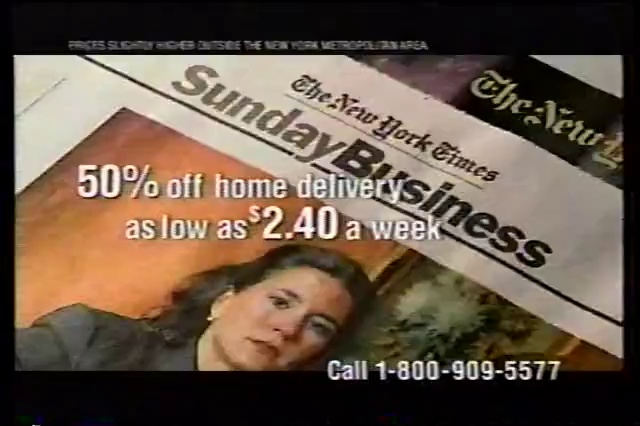 PRICES SLIGHTLY HIGHER OUTSIDE THE NEW YORK METROPOLITAN AREA
The New York Times
The New Y
Sunday Business
50% off home delivery
as low as $2.40 a week
Call 1-800-909-5577